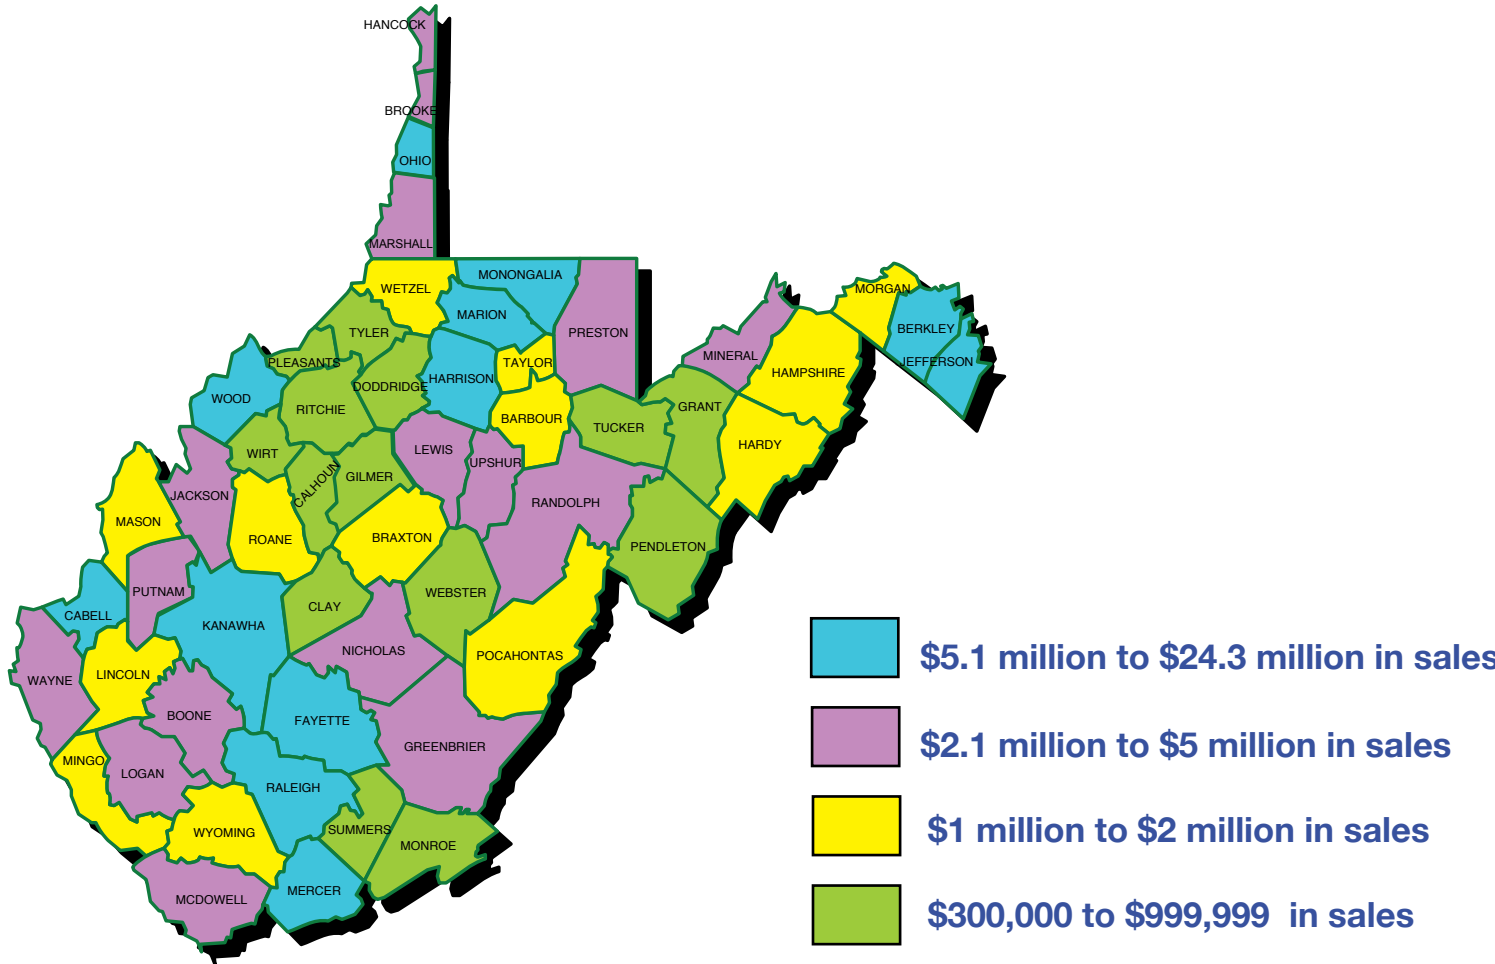 HANCOCK
BROOKE
OHIO
MARSHALL
WETZEL
MONONGALIA
MARION
PRESTON
MORGAN
BERKLEY
JEFFERSON
TYLER
PLEASANTS
DODDRIDGE
HARRISON
TAYLOR
MINERAL
HAMPSHIRE
WOOD
RITCHIE
BARBOUR
TUCKER
GRANT
HARDY
WIRT
CALHOUN
GILMER
LEWIS
UPSHUR
RANDOLPH
JACKSON
MASON
ROANE
BRAXTON
PENDLETON
PUTNAM
CABELL
KANAWHA
CLAY
WEBSTER
NICHOLAS
POCAHONTAS
WAYNE
LINCOLN
BOONE
FAYETTE
GREENBRIER
MINGO
LOGAN
RALEIGH
WYOMING
SUMMERS
MONROE
MCDOWELL
MERCER
$5.1 million to $24.3 million in sales
$2.1 million to $5 million in sales
$1 million to $2 million in sales
$300,000 to $999,999 in sales